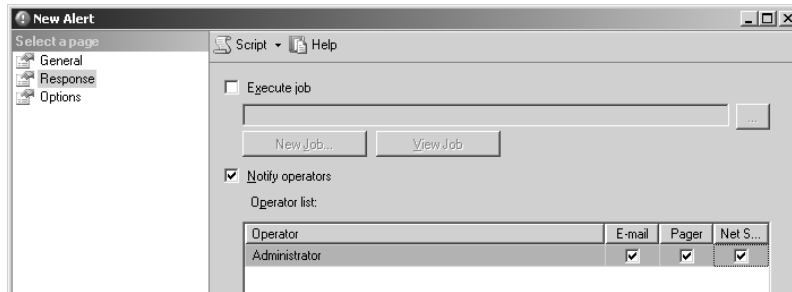 New Alert
Select a page
General
Response
Options
Script
Help
Execute job
...
New Job...
View Job
Notify operators
Operator list:
Operator E-mail Pager Net S...
Administrator